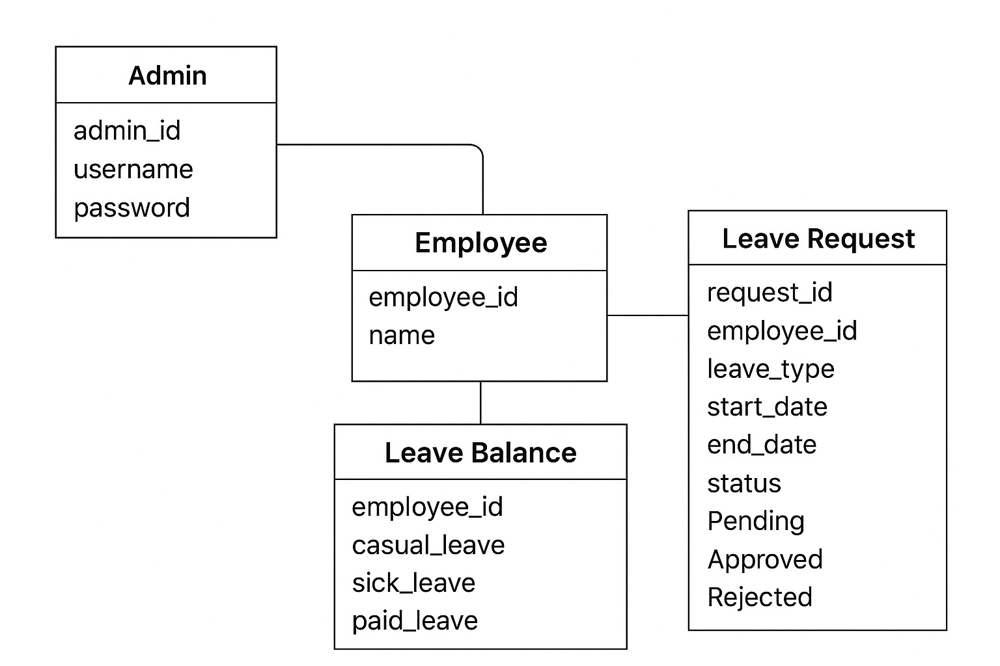 Admin
admin_id
username
password
Employee
employee_id
name
Leave Request
request_id
employee_id
leave_type
start_date
end_date
status
Pending
Approved
Rejected
Leave Balance
employee_id
casual_leave
sick_leave
paid_leave